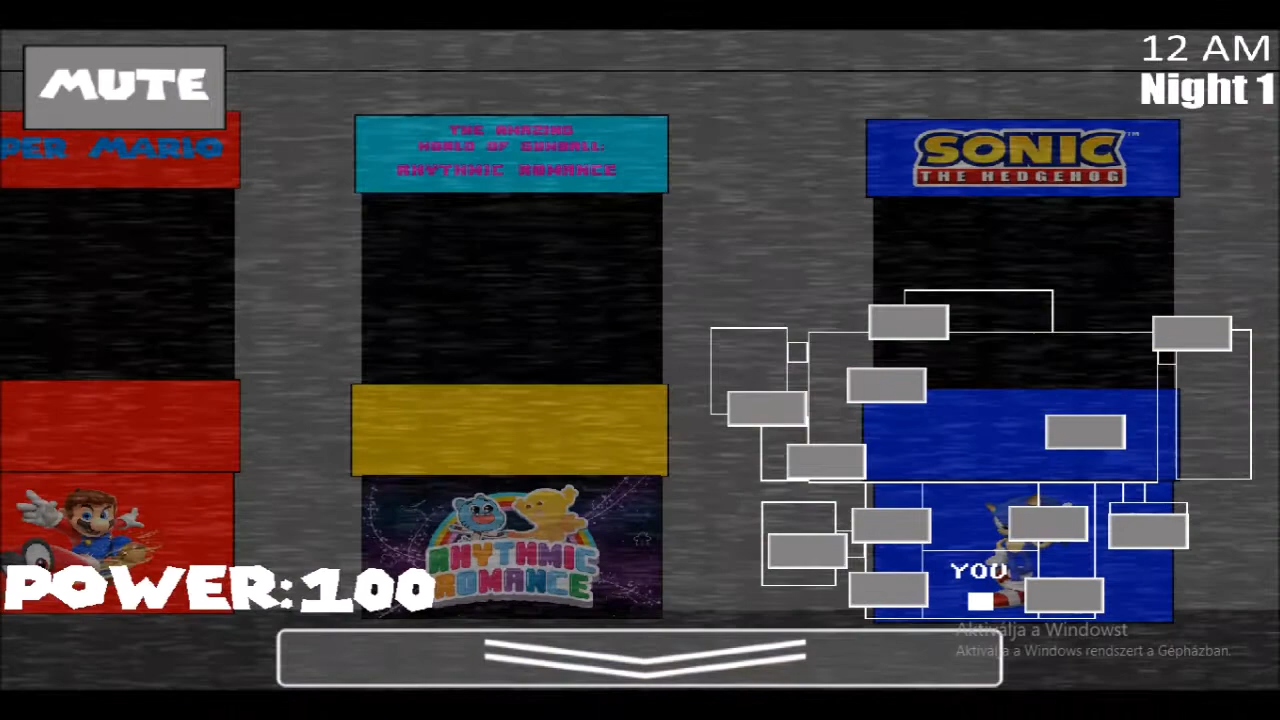 MUTE
12 AM
Night 1
PER MARIO
THE AMAZING
WORLD OF GUMBALL:
RHYTHMIC ROMANCE
SONIC™
THE HEDGEHOG
RHYTHMIC
ROMANCE
YOU
POWER:100
Aktiválja a Windowst
Aktiválja a Windows rendszert a Gépházban.